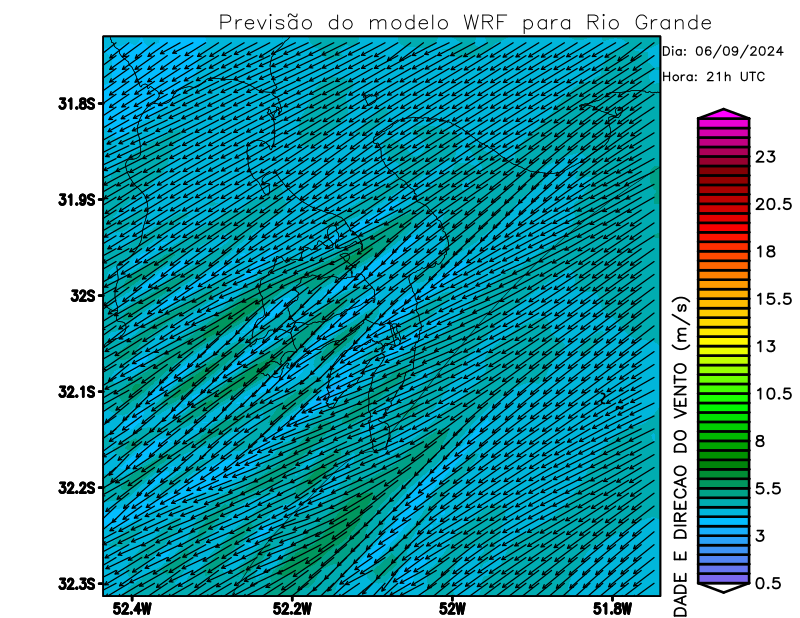 Previsão do modelo WRF para Rio Grande
Dia: 06/09/2024
Hora: 21h UTC
31.8S
31.9S
32S
32.1S
32.2S
32.3S
52.4W
52.2W
52W
51.8W
23
20.5
18
15.5
13
10.5
8
5.5
3
0.5
DADE E DIRECAO DO VENTO (m/s)